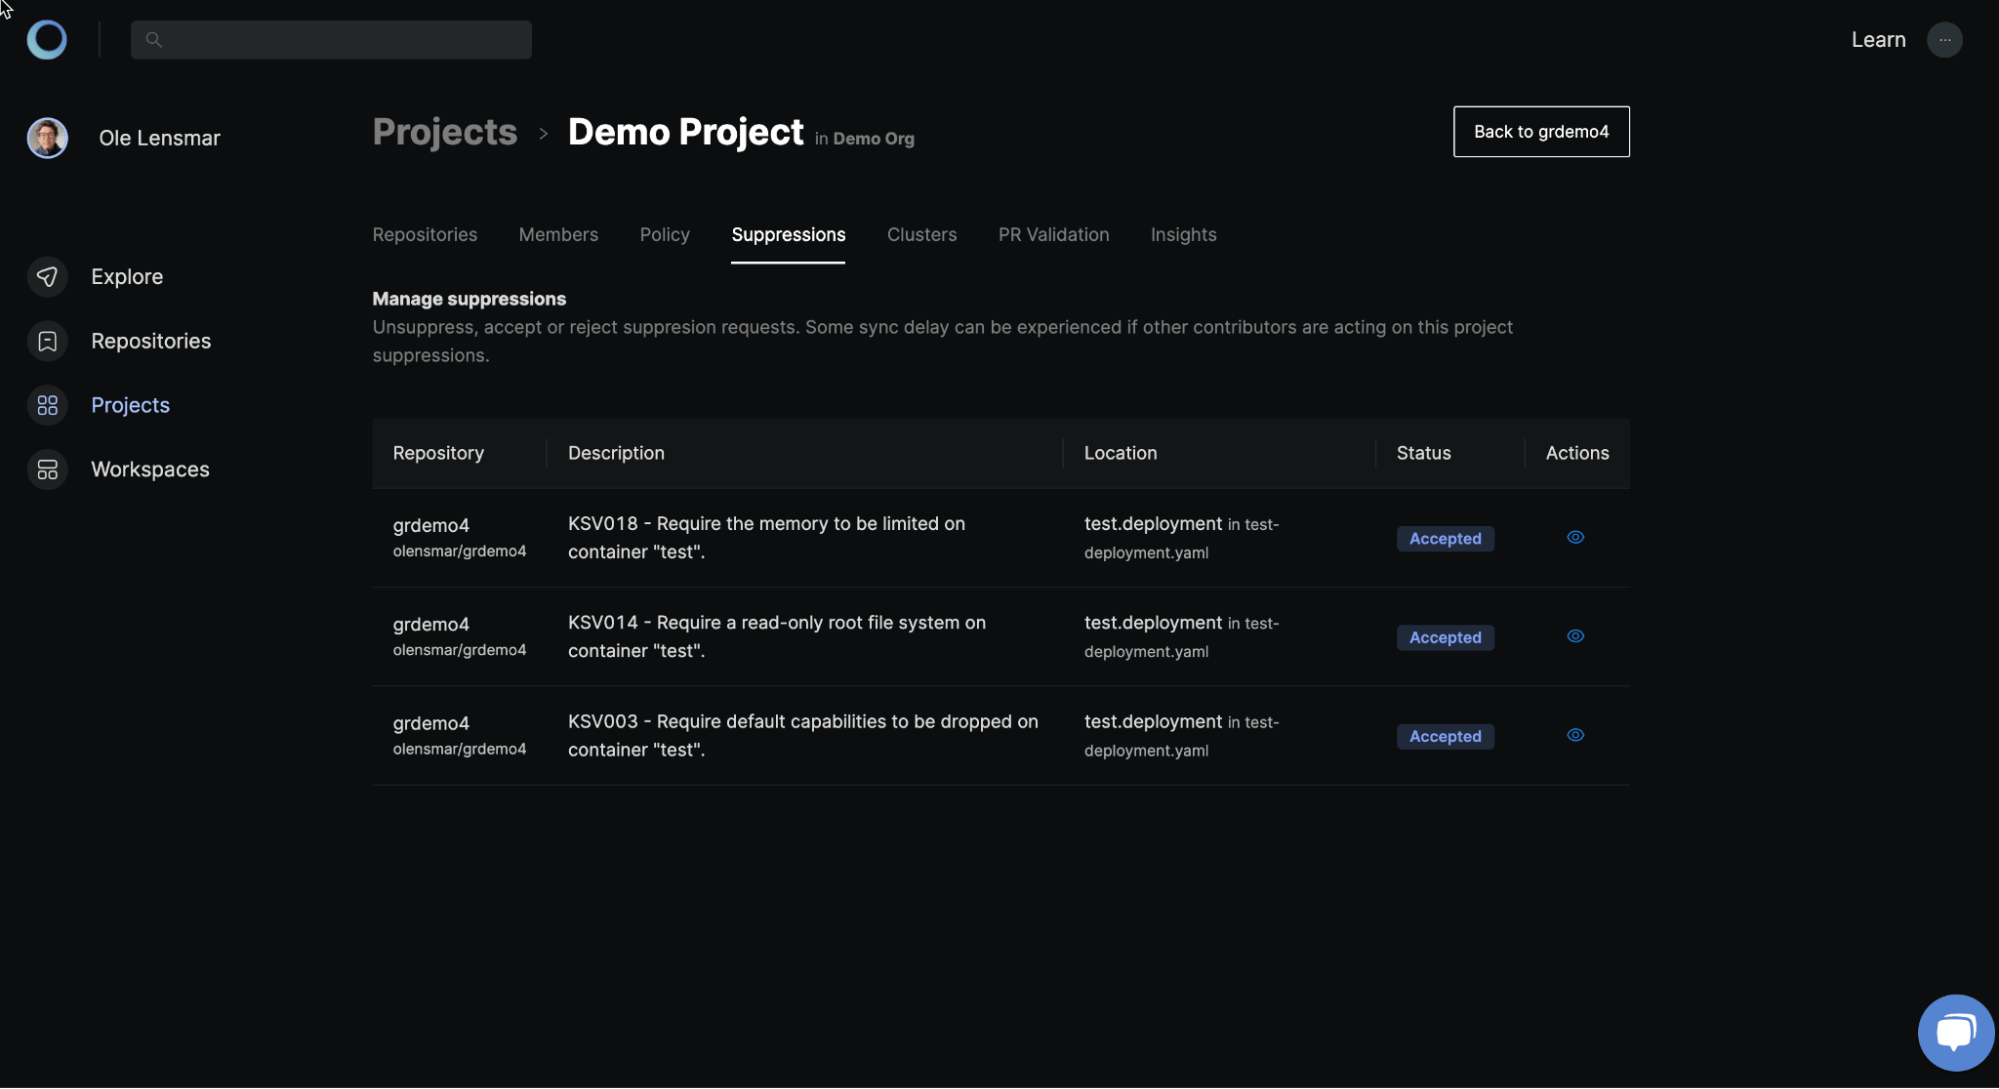 Learn
...
Ole Lensmar
Projects > Demo Project in Demo Org
Back to grdemo4
Repositories Members Policy Suppressions Clusters PR Validation Insights
Explore
Repositories
Projects
Workspaces
Manage suppressions
Unsuppress, accept or reject suppresion requests. Some sync delay can be experienced if other contributors are acting on this project
suppressions.
Repository Description Location Status Actions
grdemo4
olensmar/grdemo4
KSV018 - Require the memory to be limited on
container "test".
test.deployment in test-
deployment.yaml
Accepted
grdemo4
olensmar/grdemo4
KSV014 - Require a read-only root file system on
container "test".
test.deployment in test-
deployment.yaml
Accepted
grdemo4
olensmar/grdemo4
KSV003 - Require default capabilities to be dropped on
container "test".
test.deployment in test-
deployment.yaml
Accepted